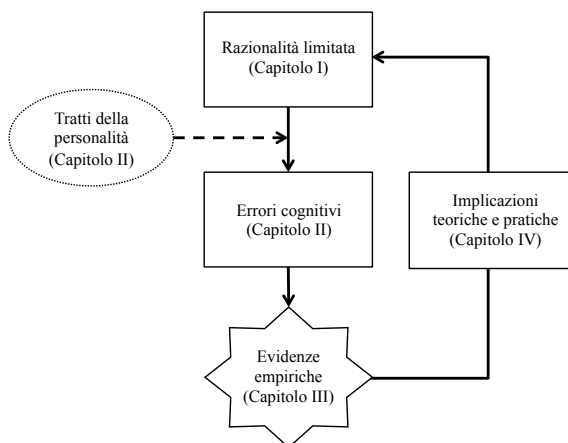 Razionalità limitata
(Capitolo I)
Tratti della
personalità
(Capitolo II)
Errori cognitivi
(Capitolo II)
Implicazioni
teoriche e pratiche
(Capitolo IV)
Evidenze
empiriche
(Capitolo III)